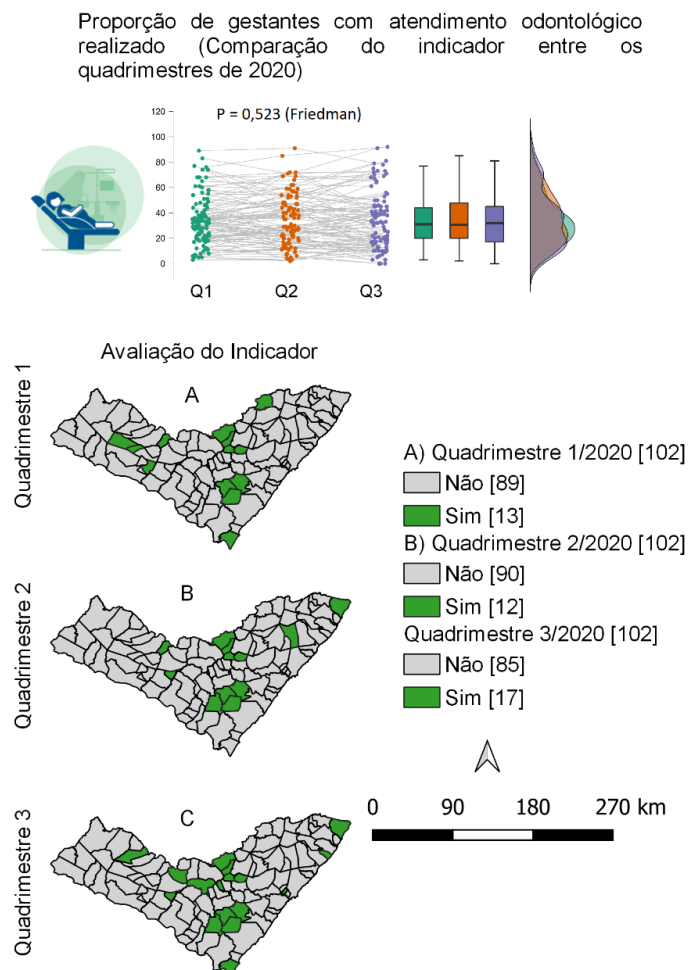 Proporção de gestantes com atendimento odontológico
realizado (Comparação do indicador entre os
quadrimestres de 2020)
P = 0,523 (Friedman)
120
100
80
60
40
20
0
Q1 Q2 Q3
Avaliação do Indicador
Quadrimestre 1
A
Quadrimestre 2
B
Quadrimestre 3
C
A) Quadrimestre 1/2020 [102]
Não [89]
Sim [13]
B) Quadrimestre 2/2020 [102]
Não [90]
Sim [12]
Quadrimestre 3/2020 [102]
Não [85]
Sim [17]
0 90 180 270 km